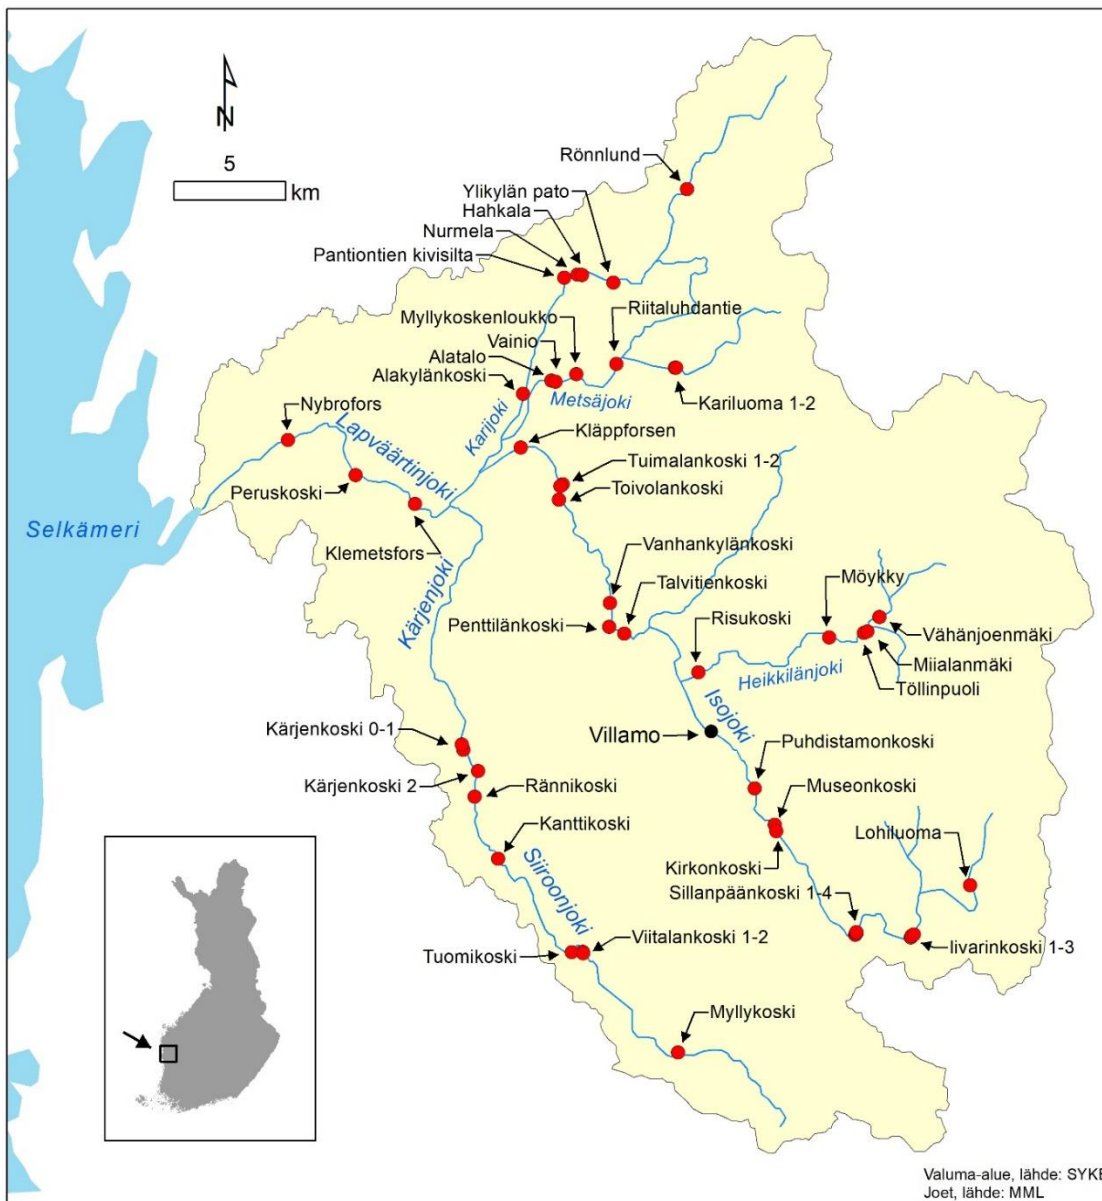 N
5
km
Rönnlund
Ylikylän pato
Hahkala
Nurmela
Pantiontien kivisilta
Riitaluhdantie
Myllykoskenloukko
Vainio
Alatalo
Alakylänkoski
Metsäjoki
Kariluoma 1-2
Karijoki
Nybrofors
Lapväärtinjoki
Kläppforsen
Tuimalankoski 1-2
Toivolankoski
Peruskoski
Selkämeri
Klemetsfors
Vanhankylänkoski
Talvitienkoski
Möykky
Kärjenjoki
Penttilänkoski
Risukoski
Vähänjoenmäki
Miialanmäki
Töllinpuoli
Heikkilänjoki
Isojoki
Kärjenkoski 0-1
Villamo
Puhdistamonkoski
Kärjenkoski 2
Rännikoski
Museonkoski
Kanttikoski
Lohiluoma
Kirkonkoski
Siiroonjoki
Sillanpäänkoski 1-4
Viitalankoski 1-2
Tuomikoski
Iivarinkoski 1-3
Myllykoski
Valuma-alue, lähde: SYKE
Joet, lähde: MML